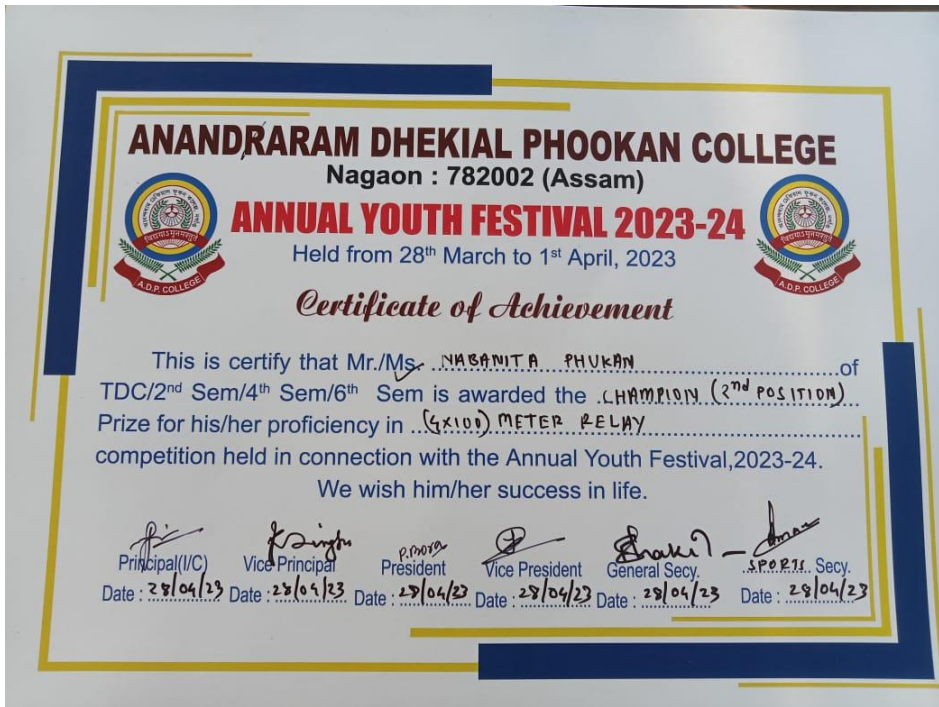 ANANDRARAM DHEKIAL PHOOKAN COLLEGE
Nagaon : 782002 (Assam)
ANNUAL YOUTH FESTIVAL 2023-24
Held from 28th March to 1st April, 2023
A.D.P. COLLEGE A.D.P. COLLEGE
Certificate of Achievement
This is certify that Mr./Ms. NABANITA PHUKAN of
TDC/2nd Sem/4th Sem/6th Sem is awarded the CHAMPION (2nd POSITION)
Prize for his/her proficiency in (4X100) METER RELAY
competition held in connection with the Annual Youth Festival,2023-24.
We wish him/her success in life.
P.Bora
Principal(I/C) Vice Principal President Vice President General Secy. SPORTS Secy.
Date : 28/04/23 Date : 28/04/23 Date : 28/04/23 Date : 28/04/23 Date : 28/04/23 Date : 28/04/23